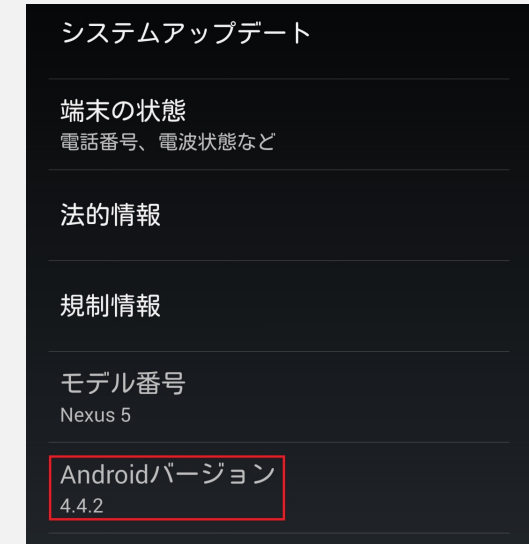 システムアップデート
端末の状態
電話番号、電波状態など
法的情報
規制情報
モデル番号
Nexus 5
Androidバージョン
4.4.2